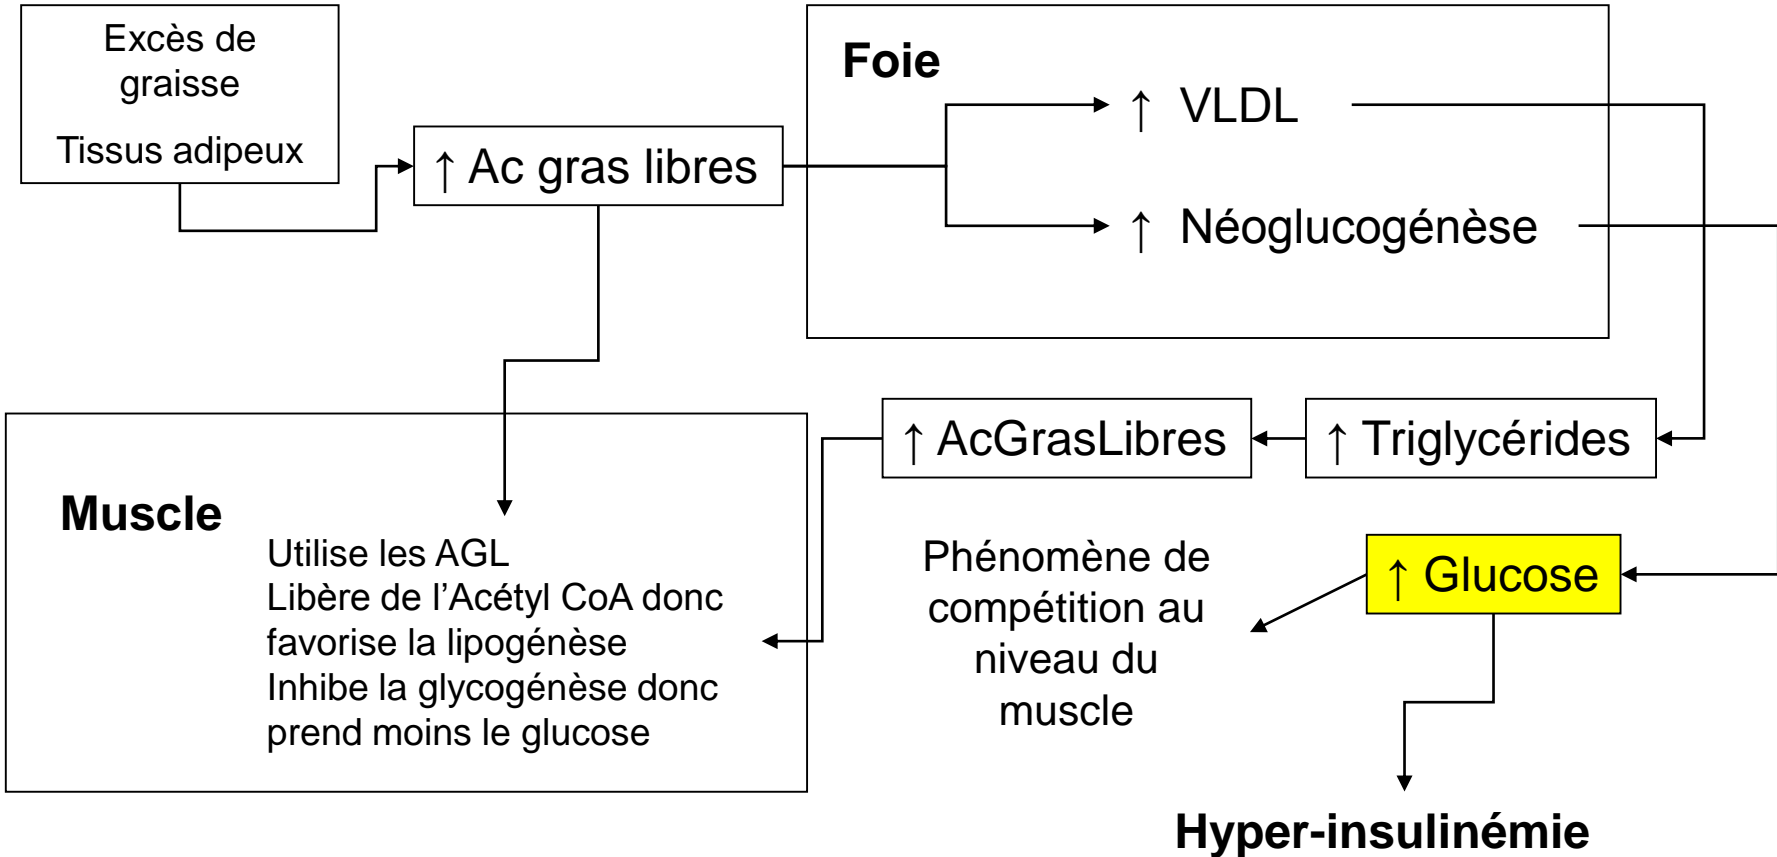 Excès de
graisse
Tissus adipeux
↑ Ac gras libres
Foie
↑ VLDL
↑ Néoglucogénèse
↑ AcGrasLibres
↑ Triglycérides
Muscle
Utilise les AGL
Libère de l’Acétyl CoA donc
favorise la lipogénèse
Inhibe la glycogénèse donc
prend moins le glucose
Phénomène de
compétition au
niveau du
muscle
↑ Glucose
Hyper-insulinémie